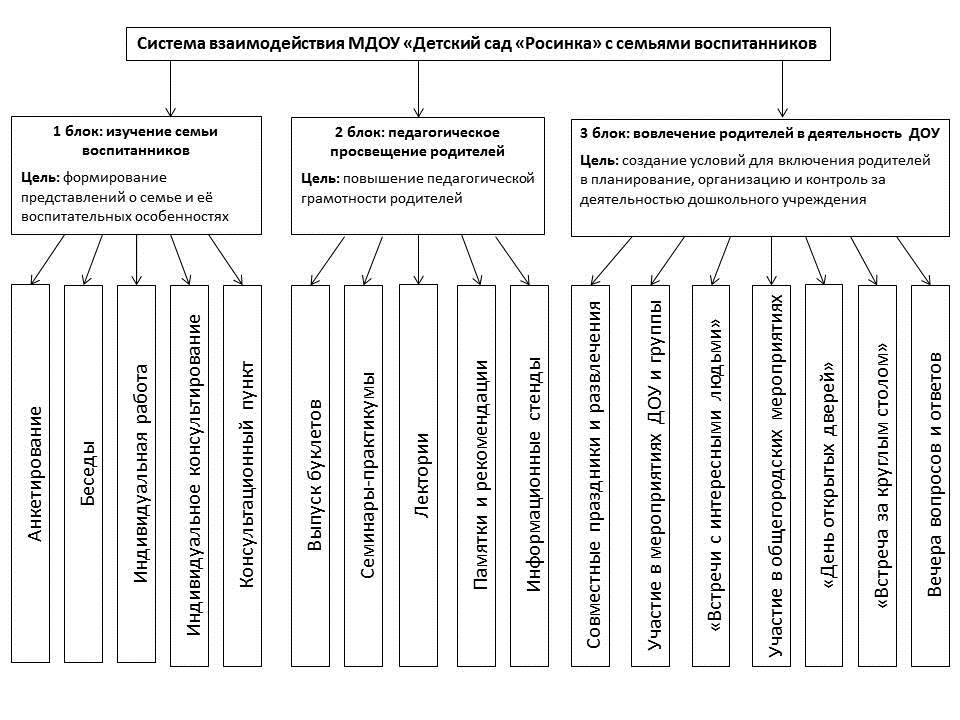 Система взаимодействия МДОУ «Детский сад «Росинка» с семьями воспитанников
1 блок: изучение семьи
воспитанников
Цель: формирование
представлений о семье и её
воспитательных особенностях
2 блок: педагогическое
просвещение родителей
Цель: повышение педагогической
грамотности родителей
3 блок: вовлечение родителей в деятельность ДОУ
Цель: создание условий для включения родителей
в планирование, организацию и контроль за
деятельностью дошкольного учреждения
Анкетирование
Беседы
Индивидуальная работа
Индивидуальное консультирование
Консультационный пункт
Выпуск буклетов
Семинары-практикумы
Лектории
Памятки и рекомендации
Информационные стенды
Совместные праздники и развлечения
Участие в мероприятиях ДОУ и группы
«Встречи с интересными людьми»
Участие в общегородских мероприятиях
«День открытых дверей»
«Встреча за круглым столом»
Вечера вопросов и ответов